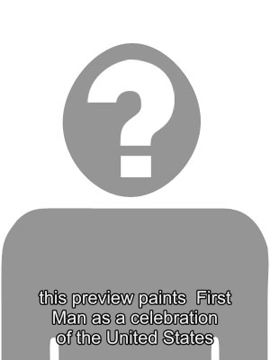 ?
this preview paints  First
Man as a celebration
of the United States